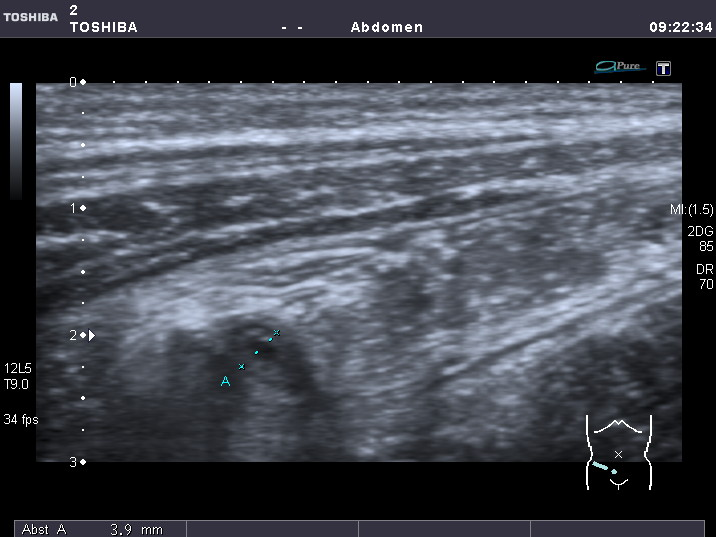 TOSHIBA
2
TOSHIBA
- -
Abdomen
09:22:34
aPure
T
0
1
2
3
MI:(1.5)
2DG
85
DR
70
12L5
T9.0
34 fps
A
Abst A 3.9 mm